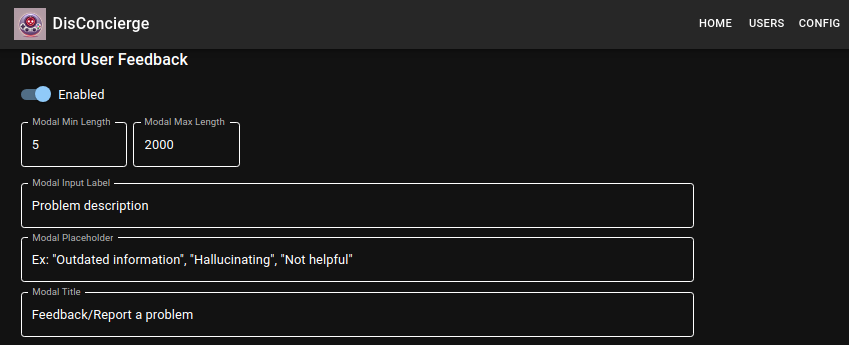 DisConcierge HOME USERS CONFIG
Discord User Feedback
Enabled
Modal Min Length Modal Max Length
5 2000
Modal Input Label
Problem description
Modal Placeholder
Ex: "Outdated information", "Hallucinating", "Not helpful"
Modal Title
Feedback/Report a problem